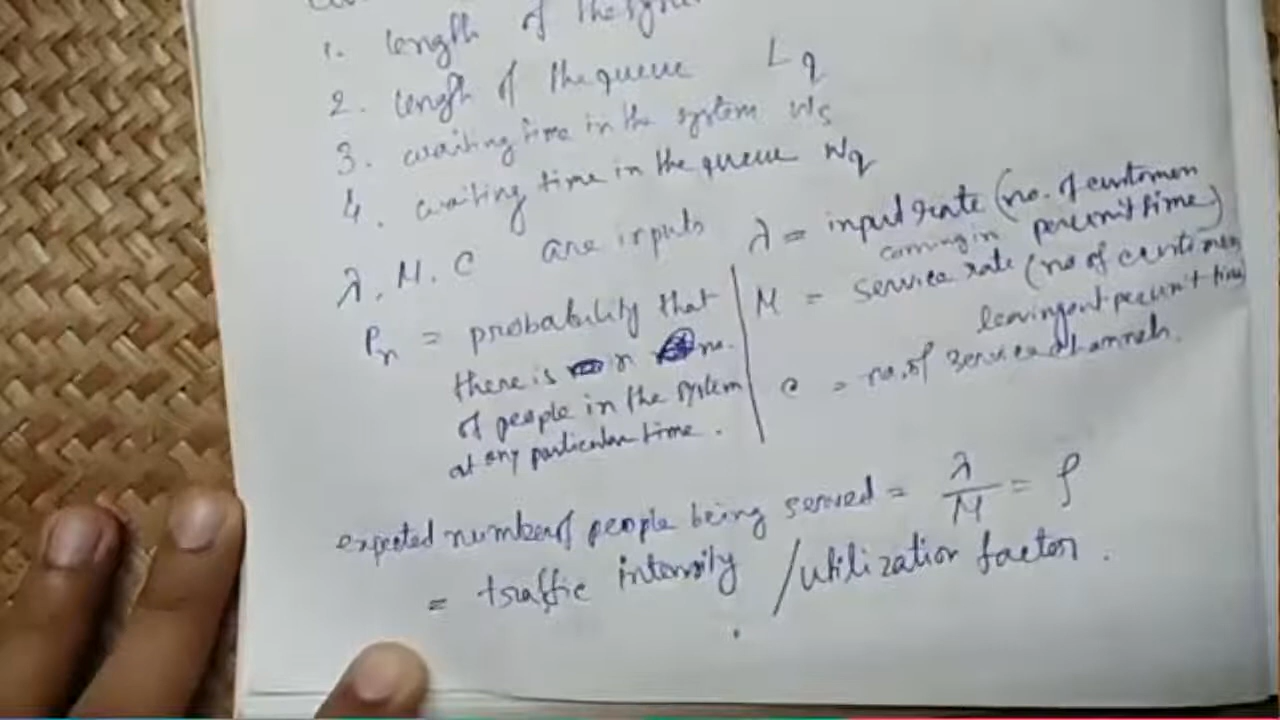 1. length of the
2. length of the queue Lq
3. waiting time in the system Ws
4. waiting time in the queue Wq
λ, M, C are inputs
Pn = probability that
there is n no.
of people in the system
at any particular time.
λ = input rate (no. of customers
coming in per unit time)
M = service rate (no of customers
leaving out per unit time)
c = no. of service channels.
expected number of people being served = λ/M = ρ
= traffic intensity / utilization factor.